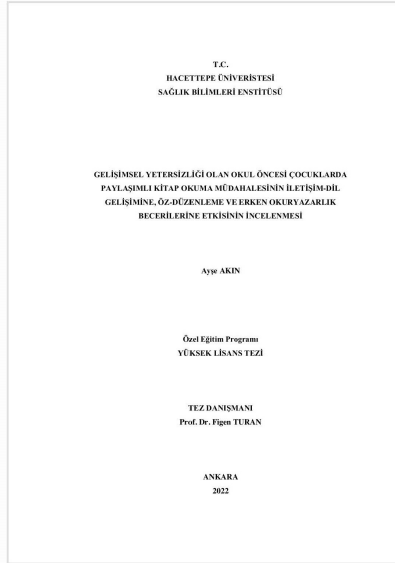 T.C.
HACETTEPE ÜNİVERİSTESİ
SAĞLIK BİLİMLERİ ENSTİTÜSÜ
GELİŞİMSEL YETERSİZLİĞİ OLAN OKUL ÖNCESİ ÇOCUKLARDA
PAYLAŞIMLI KİTAP OKUMA MÜDAHALESİNİN İLETİŞİM-DİL
GELİŞİMİNE, ÖZ-DÜZENLEME VE ERKEN OKURYAZARLIK
BECERİLERİNE ETKİSİNİN İNCELENMESİ
Ayşe AKIN
Özel Eğitim Programı
YÜKSEK LİSANS TEZİ
TEZ DANIŞMANI
Prof. Dr. Figen TURAN
ANKARA
2022